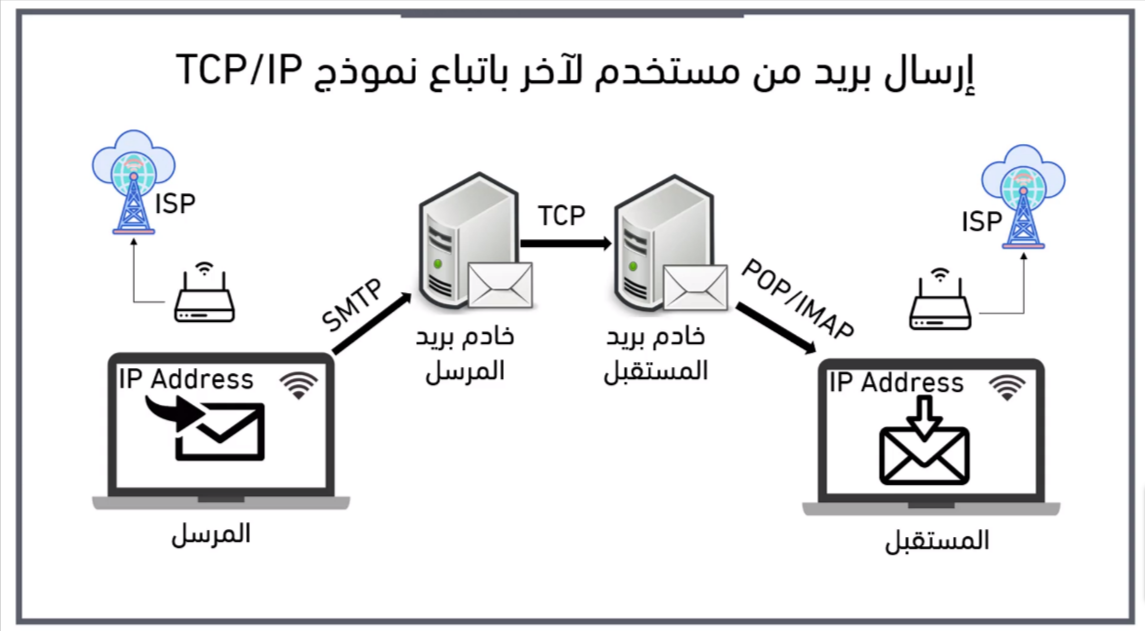 إرسال بريد من مستخدم لآخر باتباع نموذج TCP/IP
ISP
ISP
TCP
SMTP
POP/IMAP
خادم بريد
المرسل
خادم بريد
المستقبل
IP Address
IP Address
المرسل
المستقبل